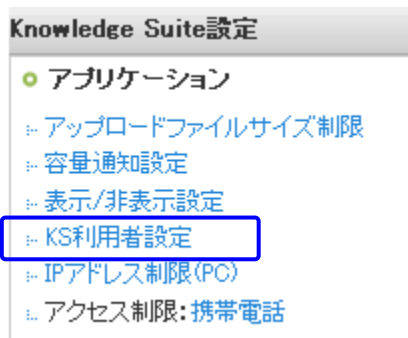 Knowledge Suite設定
アプリケーション
アップロードファイルサイズ制限
容量通知設定
表示/非表示設定
KS利用者設定
IPアドレス制限(PC)
アクセス制限:携帯電話